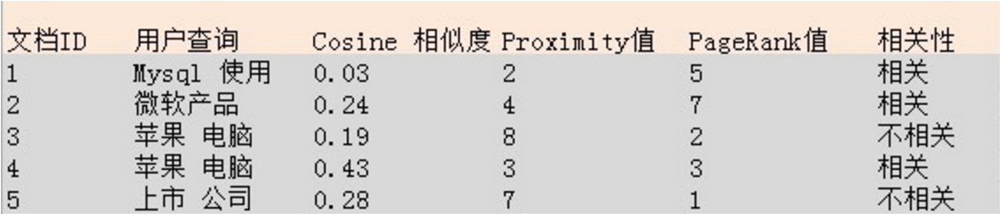 文档ID 用户查询 Cosine 相似度 Proximity值 PageRank值 相关性
1 Mysql 使用 0.03 2 5 相关
2 微软产品 0.24 4 7 相关
3 苹果 电脑 0.19 8 2 不相关
4 苹果 电脑 0.43 3 3 相关
5 上市 公司 0.28 7 1 不相关